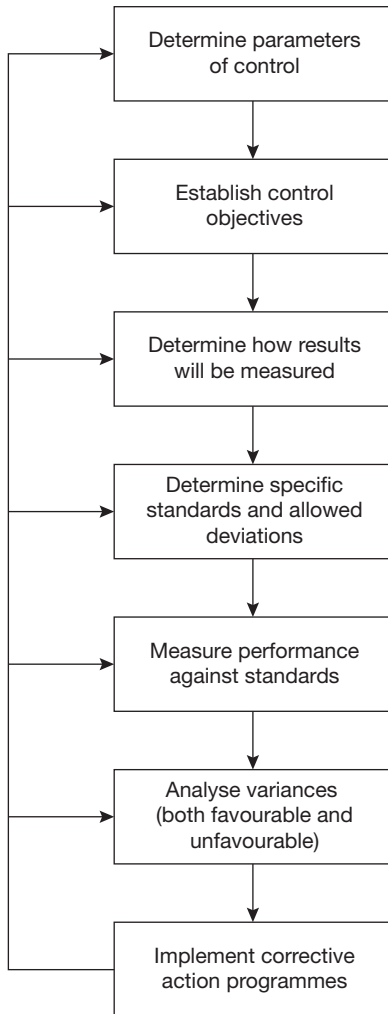 Determine parameters
of control
Establish control
objectives
Determine how results
will be measured
Determine specific
standards and allowed
deviations
Measure performance
against standards
Analyse variances
(both favourable and
unfavourable)
Implement corrective
action programmes